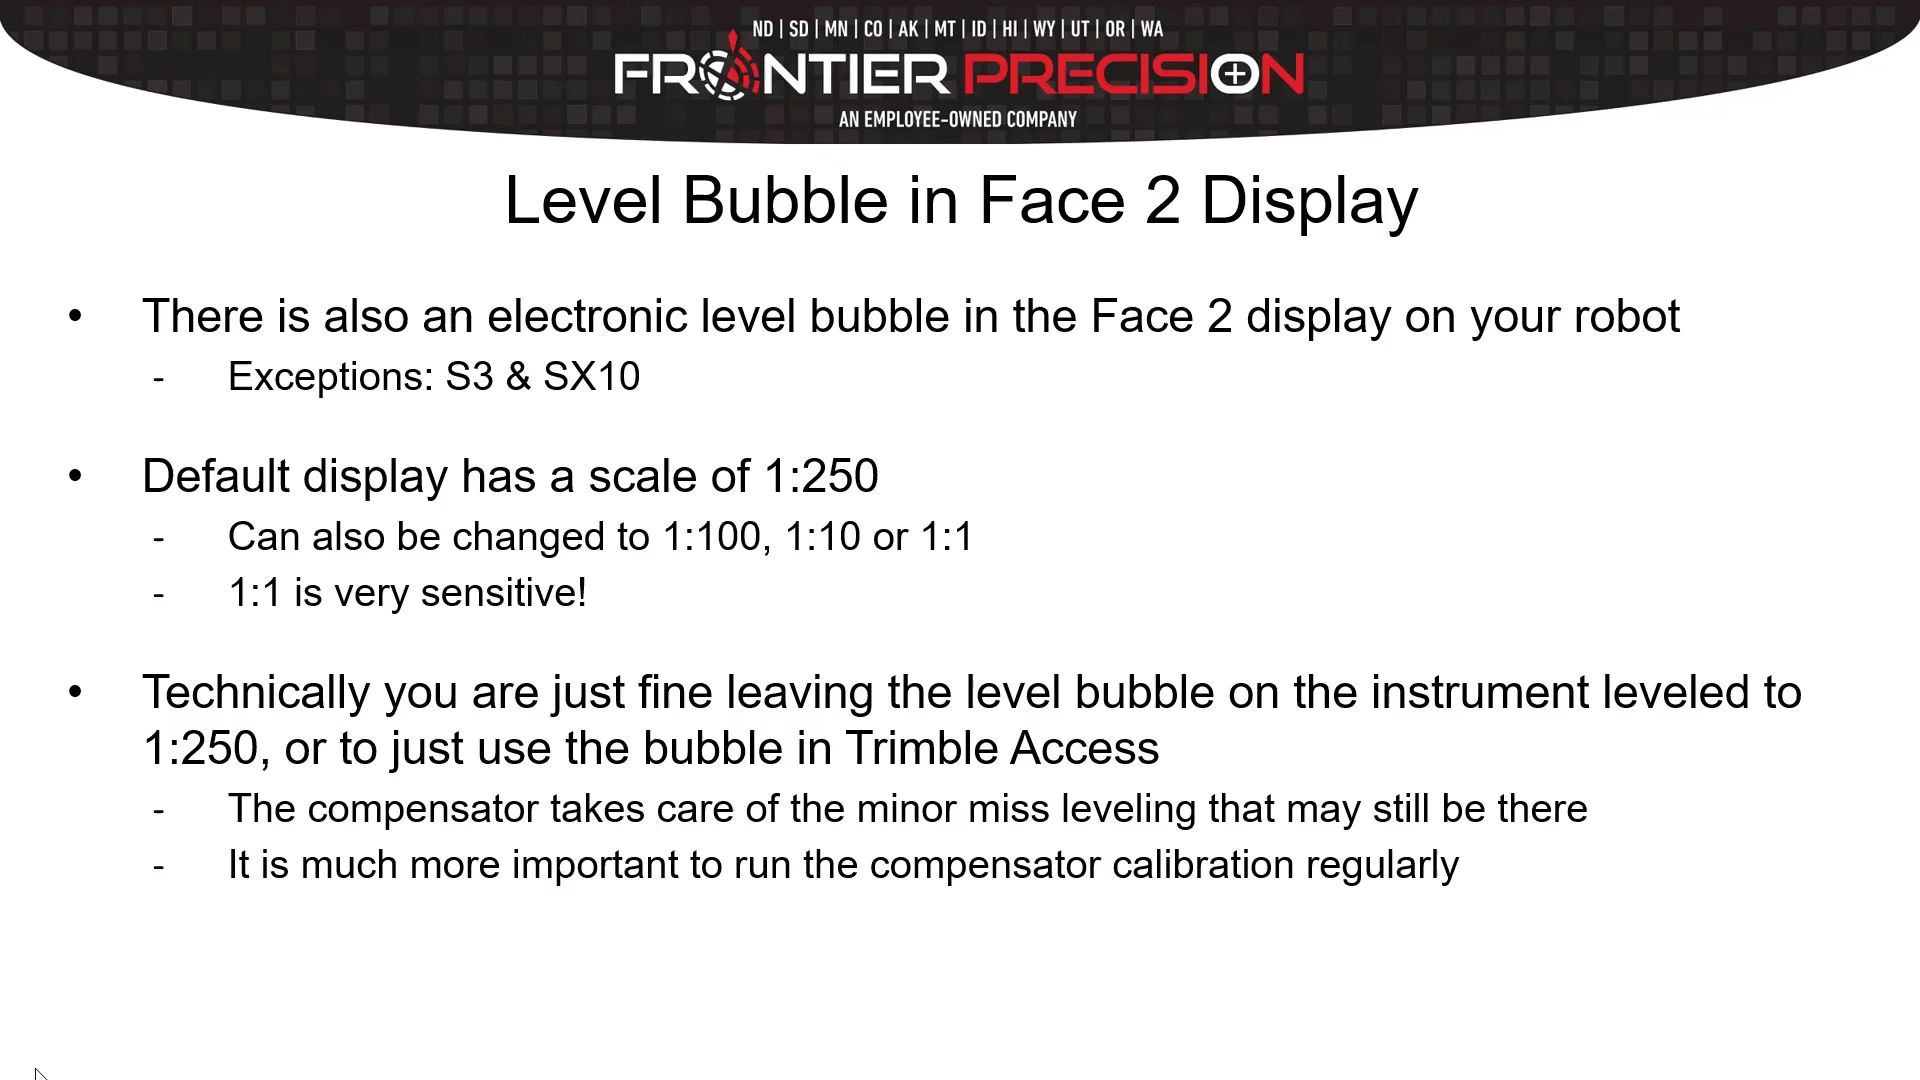 ND | SD | MN | CO | AK | MT | ID | HI | WY | UT | OR | WA
FRONTIER PRECISION
AN EMPLOYEE-OWNED COMPANY
Level Bubble in Face 2 Display
• There is also an electronic level bubble in the Face 2 display on your robot
- Exceptions: S3 & SX10
• Default display has a scale of 1:250
- Can also be changed to 1:100, 1:10 or 1:1
- 1:1 is very sensitive!
• Technically you are just fine leaving the level bubble on the instrument leveled to
1:250, or to just use the bubble in Trimble Access
- The compensator takes care of the minor miss leveling that may still be there
- It is much more important to run the compensator calibration regularly